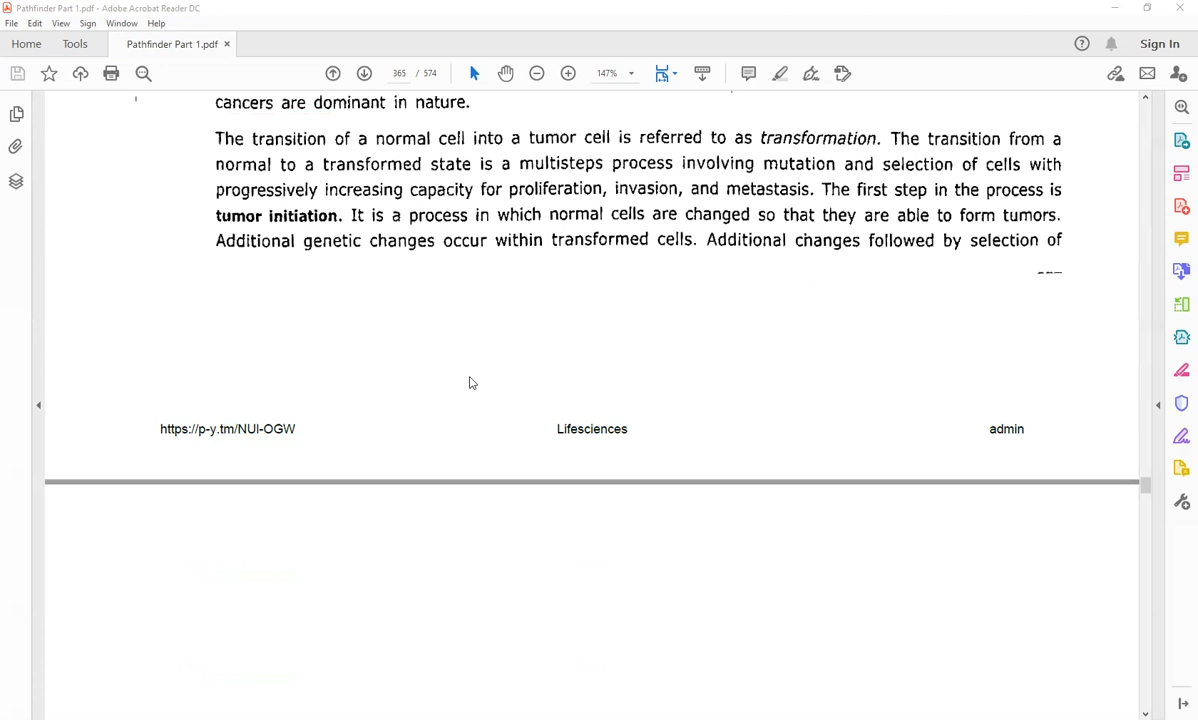 Pathfinder Part 1.pdf - Adobe Acrobat Reader DC
File Edit View Sign Window Help
Home Tools Pathfinder Part 1.pdf × Sign In
365 / 574 147%
cancers are dominant in nature.
The transition of a normal cell into a tumor cell is referred to as transformation. The transition from a
normal to a transformed state is a multisteps process involving mutation and selection of cells with
progressively increasing capacity for proliferation, invasion, and metastasis. The first step in the process is
tumor initiation. It is a process in which normal cells are changed so that they are able to form tumors.
Additional genetic changes occur within transformed cells. Additional changes followed by selection of
https://p-y.tm/NUI-OGW Lifesciences admin